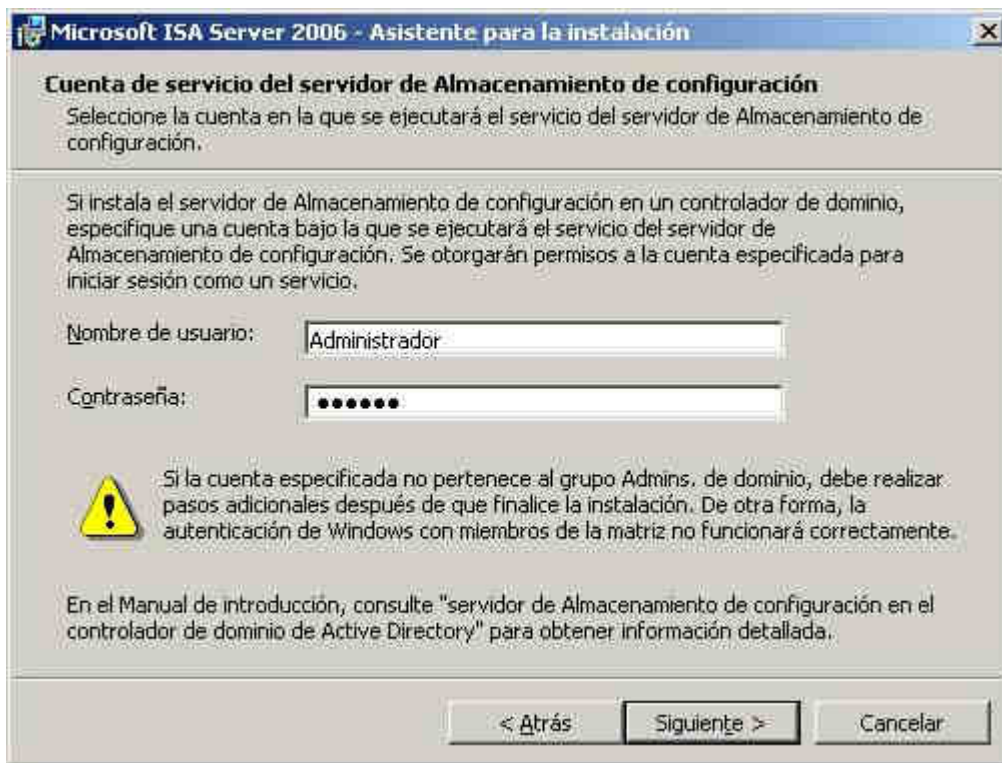 Microsoft ISA Server 2006 - Asistente para la instalación
Cuenta de servicio del servidor de Almacenamiento de configuración
Seleccione la cuenta en la que se ejecutará el servicio del servidor de Almacenamiento de
configuración.
Si instala el servidor de Almacenamiento de configuración en un controlador de dominio,
especifique una cuenta bajo la que se ejecutará el servicio del servidor de
Almacenamiento de configuración. Se otorgarán permisos a la cuenta especificada para
iniciar sesión como un servicio.
Nombre de usuario:
Administrador
Contraseña:
••••••
Si la cuenta especificada no pertenece al grupo Admins. de dominio, debe realizar
pasos adicionales después de que finalice la instalación. De otra forma, la
autenticación de Windows con miembros de la matriz no funcionará correctamente.
En el Manual de introducción, consulte "servidor de Almacenamiento de configuración en el
controlador de dominio de Active Directory" para obtener información detallada.
< Atrás
Siguiente >
Cancelar